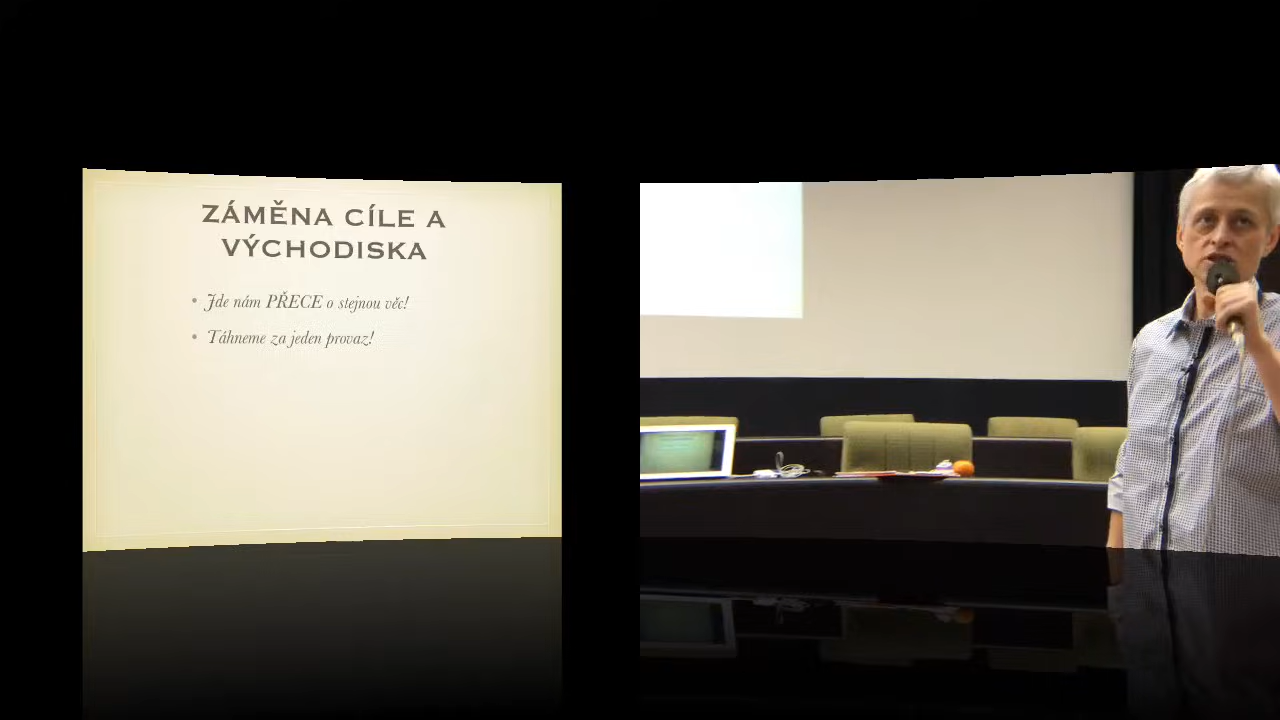 ZÁMĚNA CÍLE A
VÝCHODISKA
• Jde nám PŘECE o stejnou věc!
• Táhneme za jeden provaz!